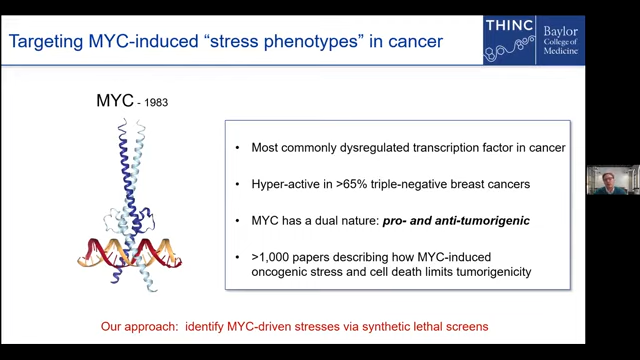 Targeting MYC-induced “stress phenotypes” in cancer
THINC
Baylor
College of
Medicine
MYC - 1983
• Most commonly dysregulated transcription factor in cancer
• Hyper-active in >65% triple-negative breast cancers
• MYC has a dual nature: pro- and anti-tumorigenic
• >1,000 papers describing how MYC-induced
oncogenic stress and cell death limits tumorigenicity
Our approach: identify MYC-driven stresses via synthetic lethal screens